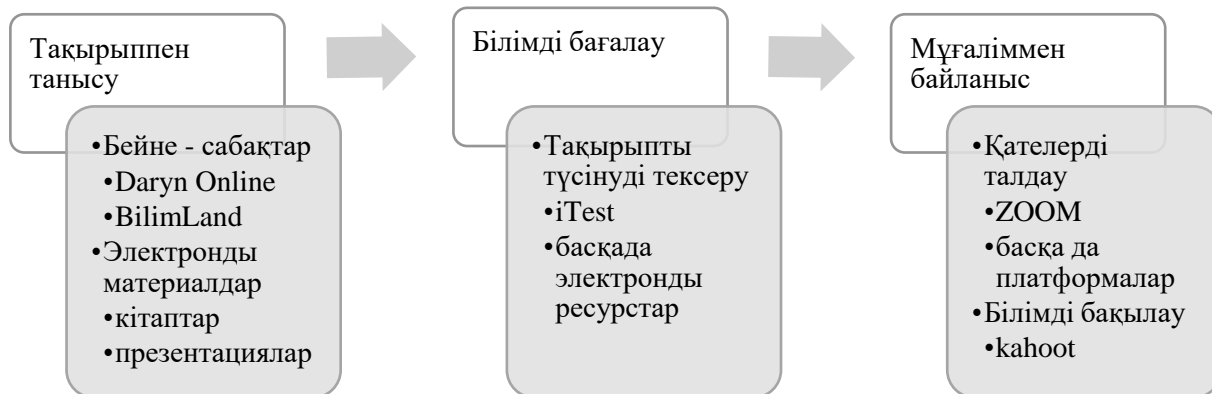 Тақырыппен
танысу
•Бейне - сабақтар
•Daryn Online
•BilimLand
•Электронды
материалдар
•кітаптар
•презентациялар
Білімді бағалау
•Тақырыпты
түсінуді тексеру
•iTest
•басқада
электронды
ресурстар
Мұғаліммен
байланыс
•Қателерді
талдау
•ZOOM
•басқа да
платформалар
•Білімді бақылау
•kahoot